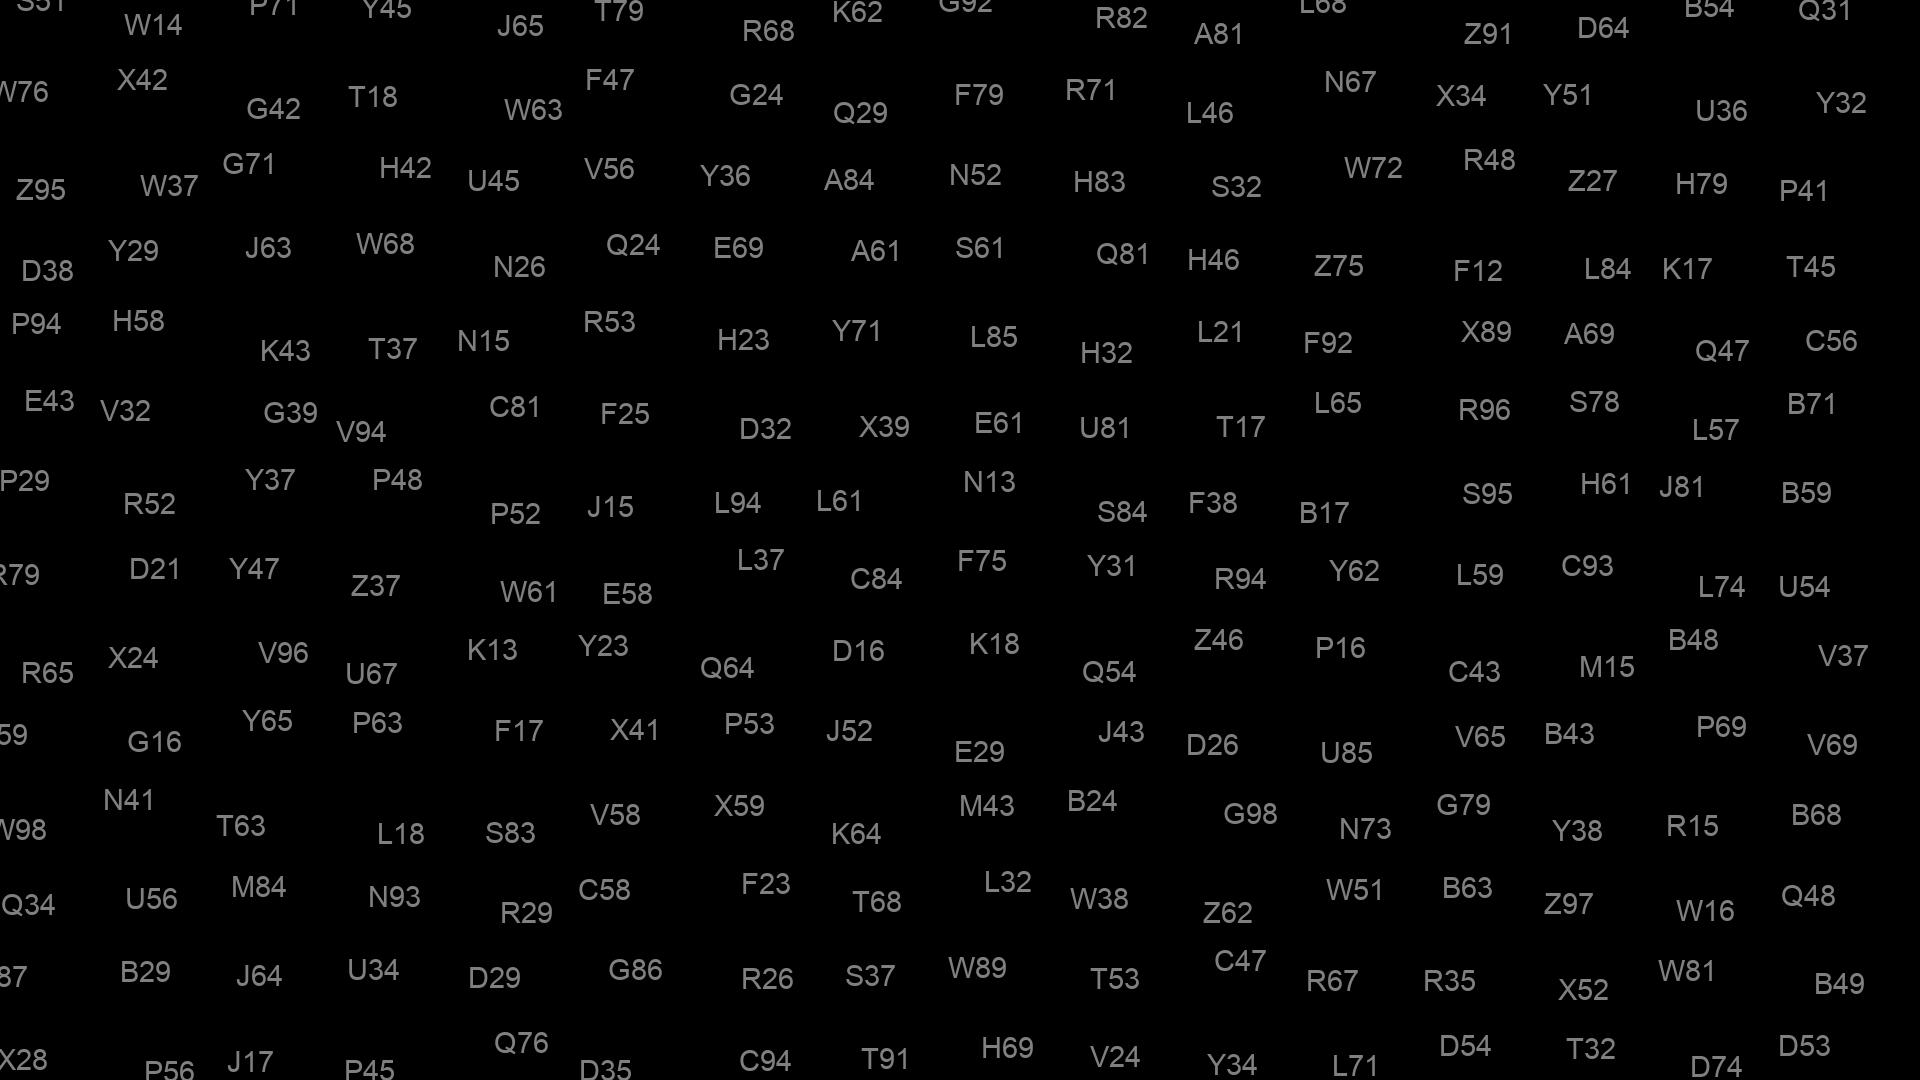 S51 W14 P71 Y45 J65 T79 R68 K62 G92 R82 A81 L68 Z91 D64 B54 Q31
W76 X42 G42 T18 W63 F47 G24 Q29 F79 R71 L46 N67 X34 Y51 U36 Y32
Z95 W37 G71 H42 U45 V56 Y36 A84 N52 H83 S32 W72 R48 Z27 H79 P41
D38 Y29 J63 W68 N26 Q24 E69 A61 S61 Q81 H46 Z75 F12 L84 K17 T45
P94 H58 K43 T37 N15 R53 H23 Y71 L85 H32 L21 F92 X89 A69 Q47 C56
E43 V32 G39 V94 C81 F25 D32 X39 E61 U81 T17 L65 R96 S78 L57 B71
P29 R52 Y37 P48 P52 J15 L94 L61 N13 S84 F38 B17 S95 H61 J81 B59
R79 D21 Y47 Z37 W61 E58 L37 C84 F75 Y31 R94 Y62 L59 C93 L74 U54
R65 X24 V96 U67 K13 Y23 Q64 D16 K18 Q54 Z46 P16 C43 M15 B48 V37
59 G16 Y65 P63 F17 X41 P53 J52 E29 J43 D26 U85 V65 B43 P69 V69
W98 N41 T63 L18 S83 V58 X59 K64 M43 B24 G98 N73 G79 Y38 R15 B68
Q34 U56 M84 N93 R29 C58 F23 T68 L32 W38 Z62 W51 B63 Z97 W16 Q48
87 B29 J64 U34 D29 G86 R26 S37 W89 T53 C47 R67 R35 X52 W81 B49
X28 P56 J17 P45 Q76 D35 C94 T91 H69 V24 Y34 L71 D54 T32 D74 D53